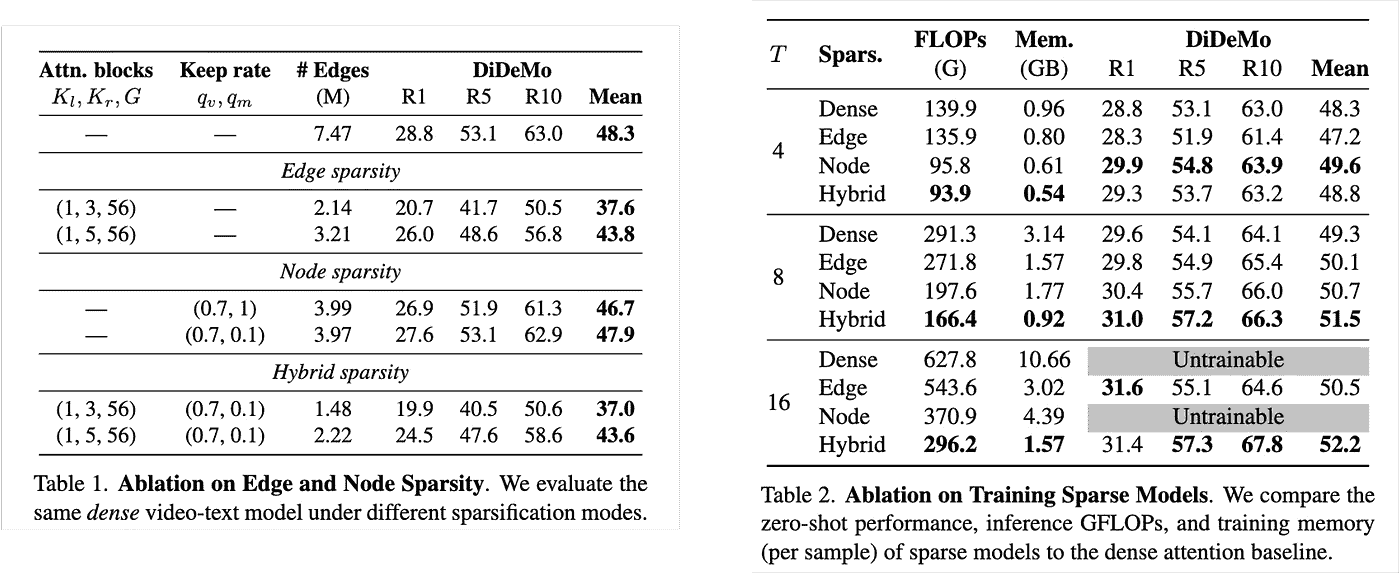 Attn. blocks Keep rate # Edges DiDeMo
Kl, Kr, G qv, qm (M) R1 R5 R10 Mean
— — 7.47 28.8 53.1 63.0 48.3
Edge sparsity
(1, 3, 56) — 2.14 20.7 41.7 50.5 37.6
(1, 5, 56) — 3.21 26.0 48.6 56.8 43.8
Node sparsity
— (0.7, 1) 3.99 26.9 51.9 61.3 46.7
— (0.7, 0.1) 3.97 27.6 53.1 62.9 47.9
Hybrid sparsity
(1, 3, 56) (0.7, 0.1) 1.48 19.9 40.5 50.6 37.0
(1, 5, 56) (0.7, 0.1) 2.22 24.5 47.6 58.6 43.6
Table 1. Ablation on Edge and Node Sparsity. We evaluate the
same dense video-text model under different sparsification modes.
T Spars. FLOPs Mem. DiDeMo
(G) (GB) R1 R5 R10 Mean
4
Dense 139.9 0.96 28.8 53.1 63.0 48.3
Edge 135.9 0.80 28.3 51.9 61.4 47.2
Node 95.8 0.61 29.9 54.8 63.9 49.6
Hybrid 93.9 0.54 29.3 53.7 63.2 48.8
8
Dense 291.3 3.14 29.6 54.1 64.1 49.3
Edge 271.8 1.57 29.8 54.9 65.4 50.1
Node 197.6 1.77 30.4 55.7 66.0 50.7
Hybrid 166.4 0.92 31.0 57.2 66.3 51.5
16
Dense 627.8 10.66 Untrainable
Edge 543.6 3.02 31.6 55.1 64.6 50.5
Node 370.9 4.39 Untrainable
Hybrid 296.2 1.57 31.4 57.3 67.8 52.2
Table 2. Ablation on Training Sparse Models. We compare the
zero-shot performance, inference GFLOPs, and training memory
(per sample) of sparse models to the dense attention baseline.